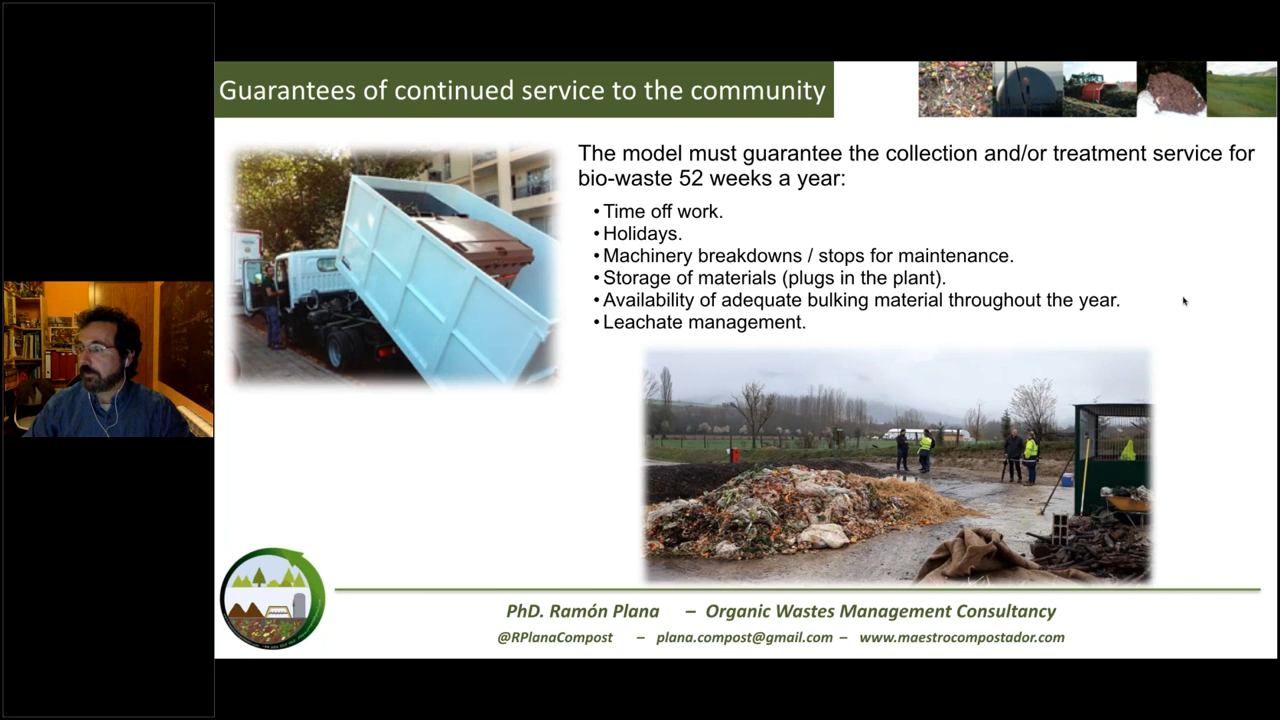 Guarantees of continued service to the community
The model must guarantee the collection and/or treatment service for
bio-waste 52 weeks a year:
• Time off work.
• Holidays.
• Machinery breakdowns / stops for maintenance.
• Storage of materials (plugs in the plant).
• Availability of adequate bulking material throughout the year.
• Leachate management.
PhD. Ramón Plana – Organic Wastes Management Consultancy
@RPlanaCompost – plana.compost@gmail.com – www.maestrocompostador.com